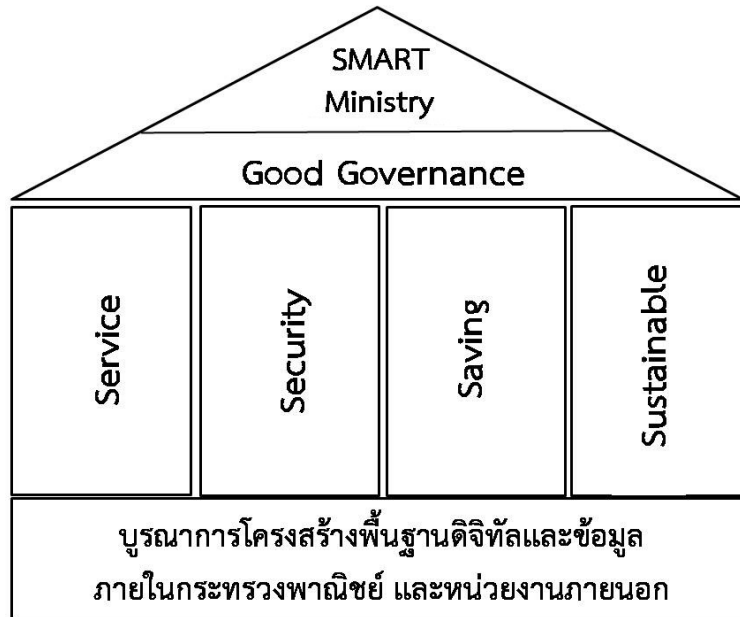 SMART
Ministry
Good Governance
Service
Security
Saving
Sustainable
บูรณาการโครงสร้างพื้นฐานดิจิทัลและข้อมูล
ภายในกระทรวงพาณิชย์ และหน่วยงานภายนอก